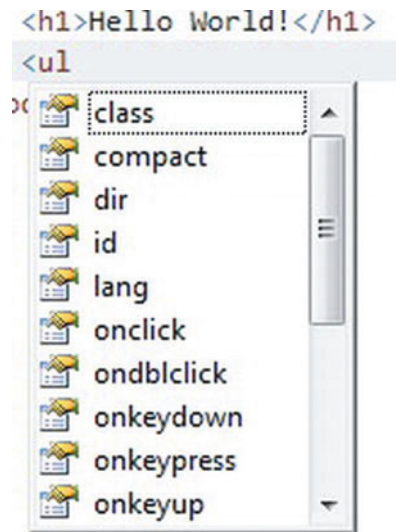 <h1>Hello World!</h1>
<ul
class
compact
dir
id
lang
onclick
ondblclick
onkeydown
onkeypress
onkeyup